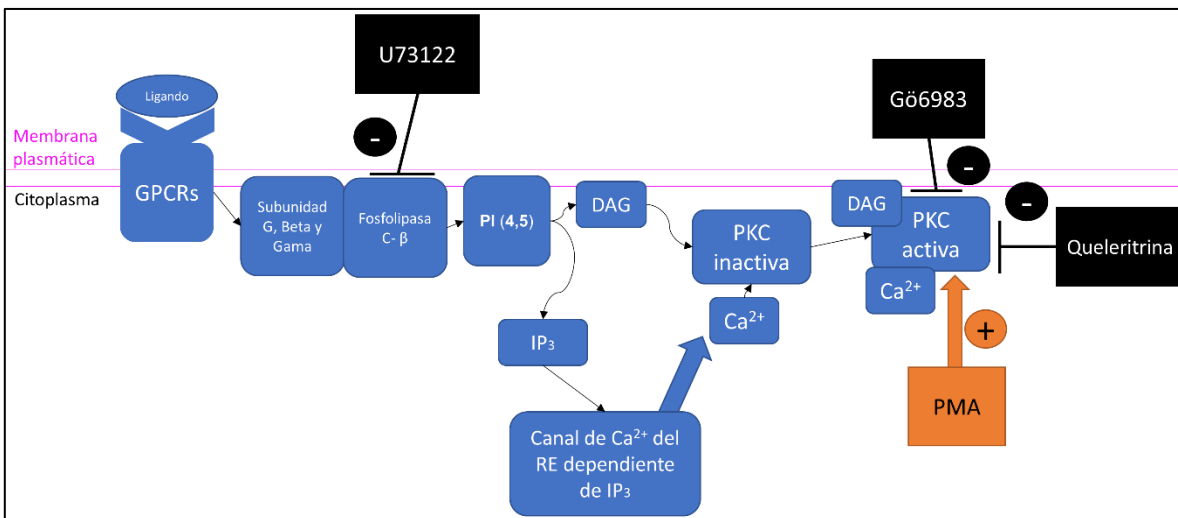 U73122
Gö6983
Ligando
-
-
Membrana
plasmática
Citoplasma
GPCRs
Subunidad
G, Beta y
Gama
Fosfolipasa
C- β
PI (4,5)
DAG
PKC
inactiva
DAG
PKC
activa
-
Queleritrina
Ca²⁺
Ca²⁺
IP₃
+
PMA
Canal de Ca²⁺ del
RE dependiente
de IP₃